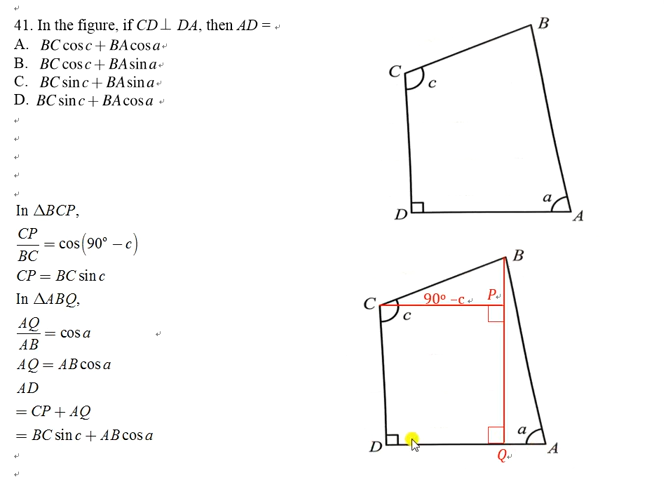 41. In the figure, if CD ⊥ DA, then AD =
A. BC cos c + BA cos a
B. BC cos c + BA sin a
C. BC sin c + BA sin a
D. BC sin c + BA cos a
B
C
c
a
D
A
In ΔBCP,
CP/BC = cos(90° − c)
CP = BC sin c
In ΔABQ,
AQ/AB = cos a
AQ = AB cos a
AD
= CP + AQ
= BC sin c + AB cos a
B
C
90° −c
P
c
a
D
Q
A